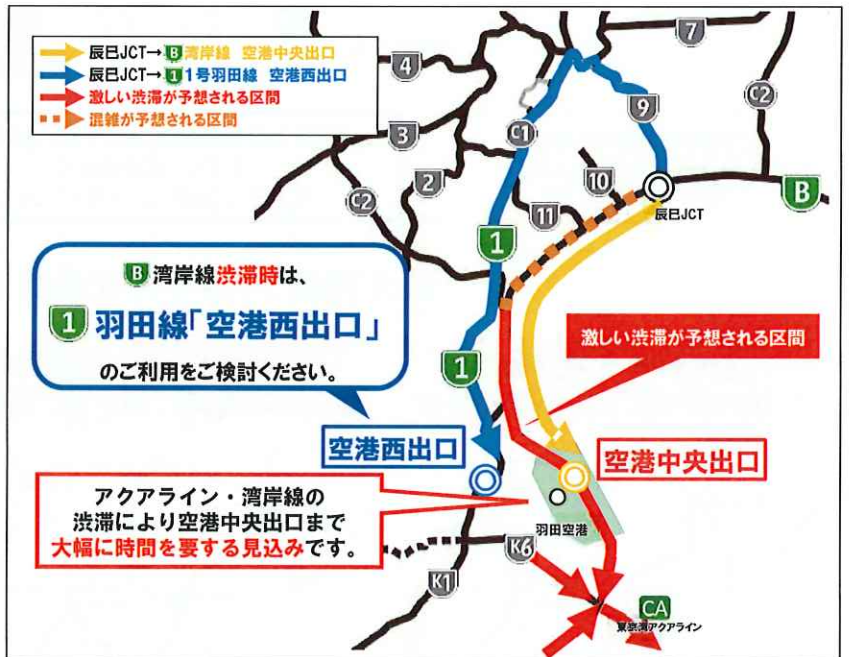 辰巳JCT→B湾岸線 空港中央出口
辰巳JCT→1 1号羽田線 空港西出口
激しい渋滞が予想される区間
混雑が予想される区間
7
4
C2
9
3
C1
2
10
C2
11
辰巳JCT
B
1
B 湾岸線渋滞時は、
1 羽田線「空港西出口」
のご利用をご検討ください。
激しい渋滞が予想される区間
1
空港西出口
空港中央出口
アクアライン・湾岸線の
渋滞により空港中央出口まで
大幅に時間を要する見込みです。
羽田空港
K6
K1
CA
東京湾アクアライン